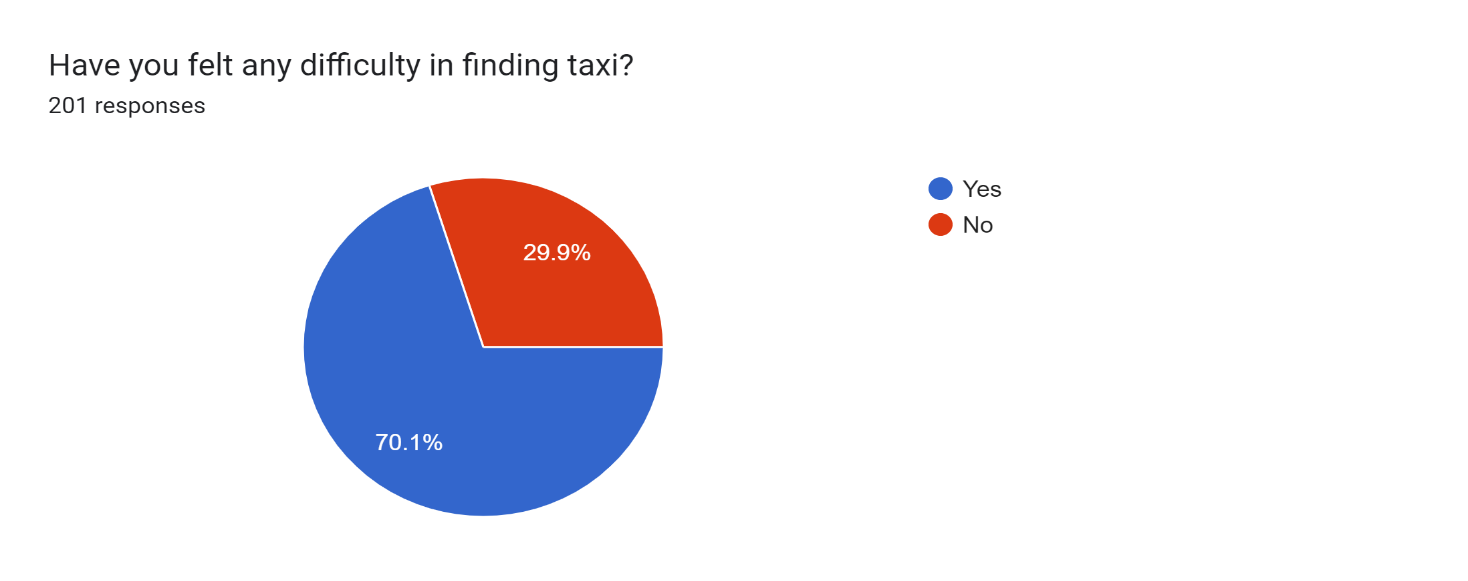 Have you felt any difficulty in finding taxi?
201 responses
Yes
No
29.9%
70.1%